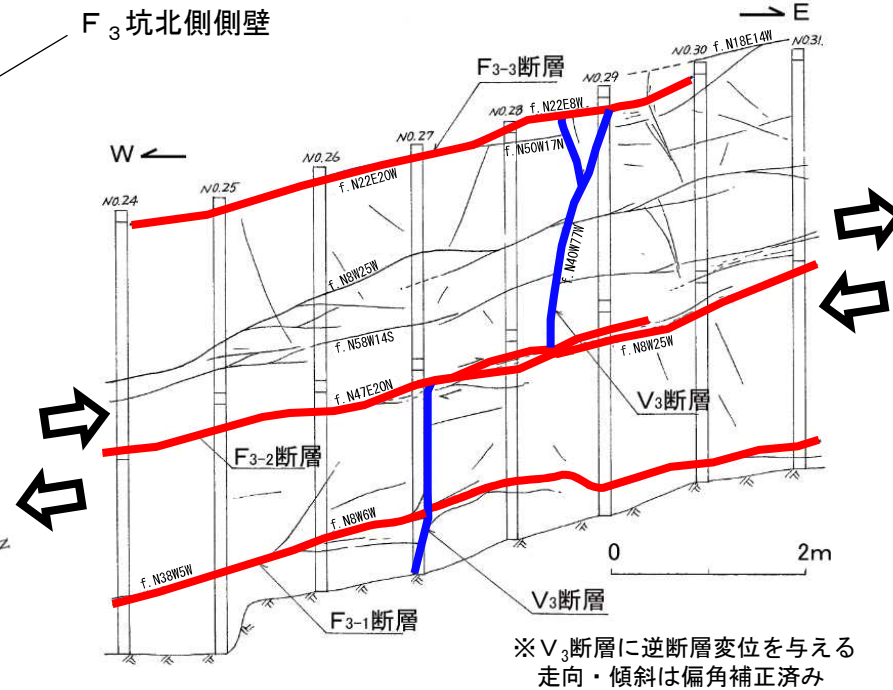 F₃坑北側側壁
E
NO.31.
f. N18E14W
NO.30
F₃₋₃断層
NO.29
f. N22E8W
NO.28
NO.27
f. N50W17N
W
NO.26
f. N22E20W
NO.25
NO.24
f. N40W77W
f. N8W25W
f. N58W14S
f. N8W25W
f. N47E20N
V₃断層
F₃₋₂断層
f. N8W6W
0 2m
f. N38W5W
V₃断層
F₃₋₁断層
※V₃断層に逆断層変位を与える
走向・傾斜は偏角補正済み